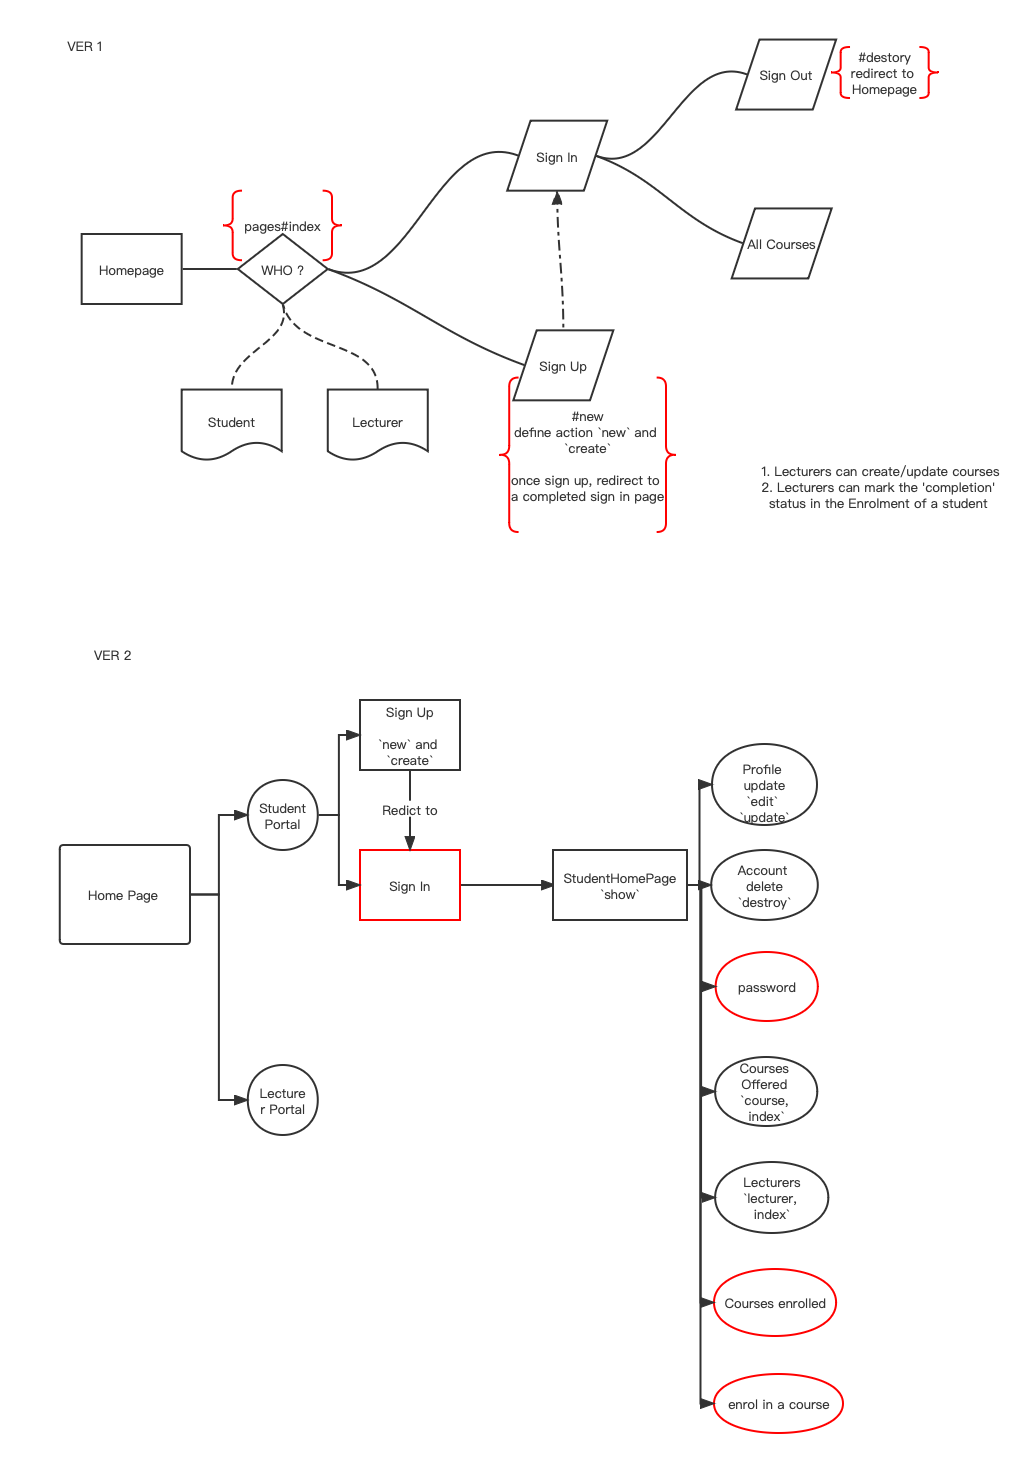 VER 1
Sign Out
#destory
redirect to
Homepage
Sign In
pages#index
Homepage
WHO ?
All Courses
Sign Up
Student
Lecturer
#new
define action `new` and
`create`
once sign up, redirect to
a completed sign in page
1. Lecturers can create/update courses
2. Lecturers can mark the 'completion'
status in the Enrolment of a student
VER 2
Sign Up
`new` and
`create`
Redict to
Student
Portal
Home Page
Sign In
StudentHomePage
`show`
Profile
update
`edit`
`update`
Account
delete
`destroy`
password
Lecture
r Portal
Courses
Offered
`course,
index`
Lecturers
`lecturer,
index`
Courses enrolled
enrol in a course